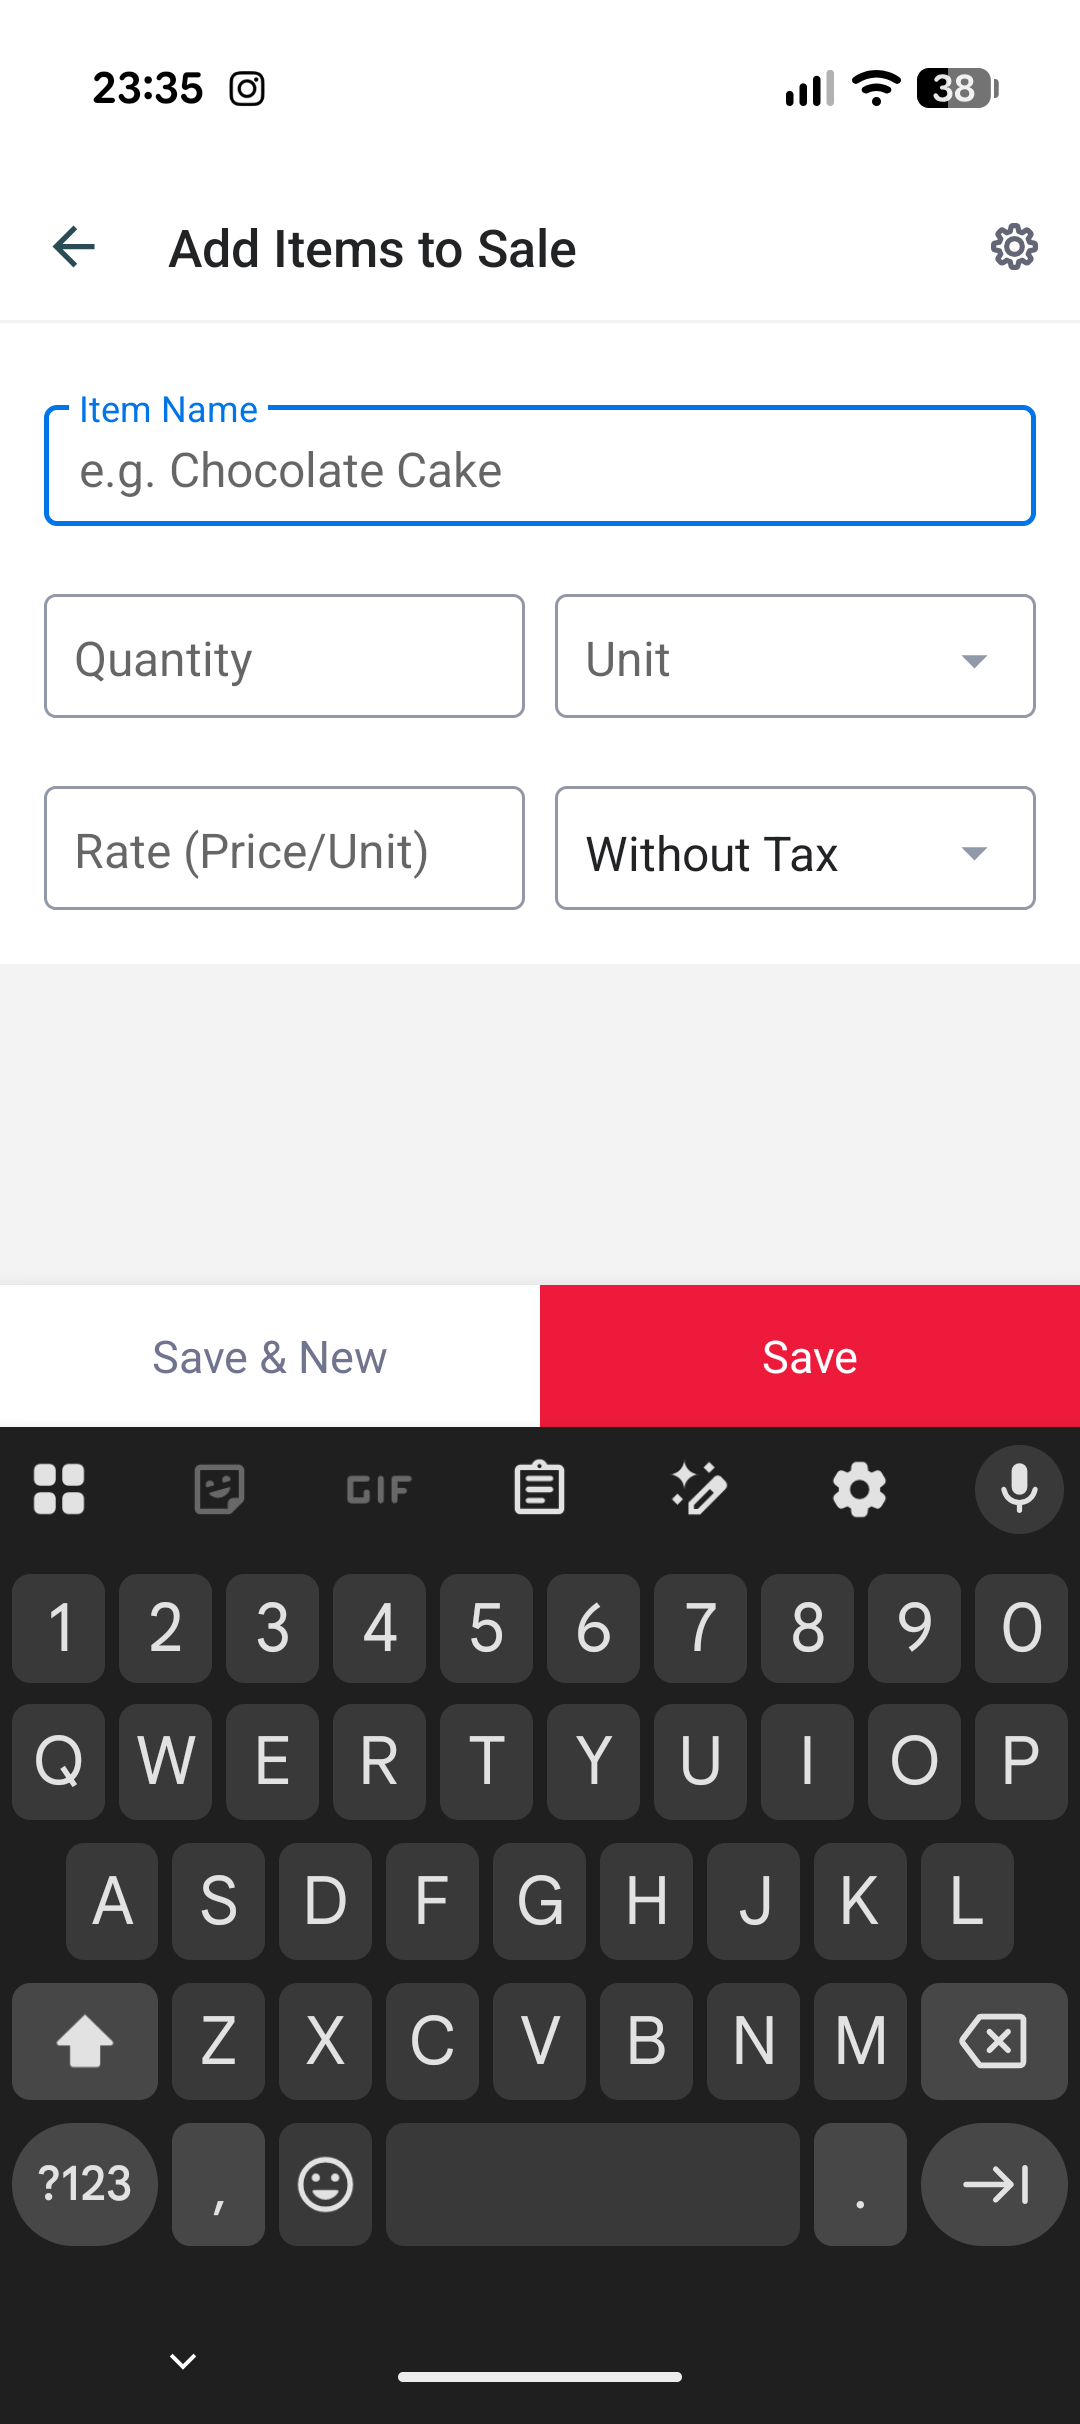 23:35 38
Add Items to Sale
Item Name
e.g. Chocolate Cake
Quantity Unit
Rate (Price/Unit) Without Tax
Save & New Save
GIF
1 2 3 4 5 6 7 8 9 0
Q W E R T Y U I O P
A S D F G H J K L
Z X C V B N M
?123 , .